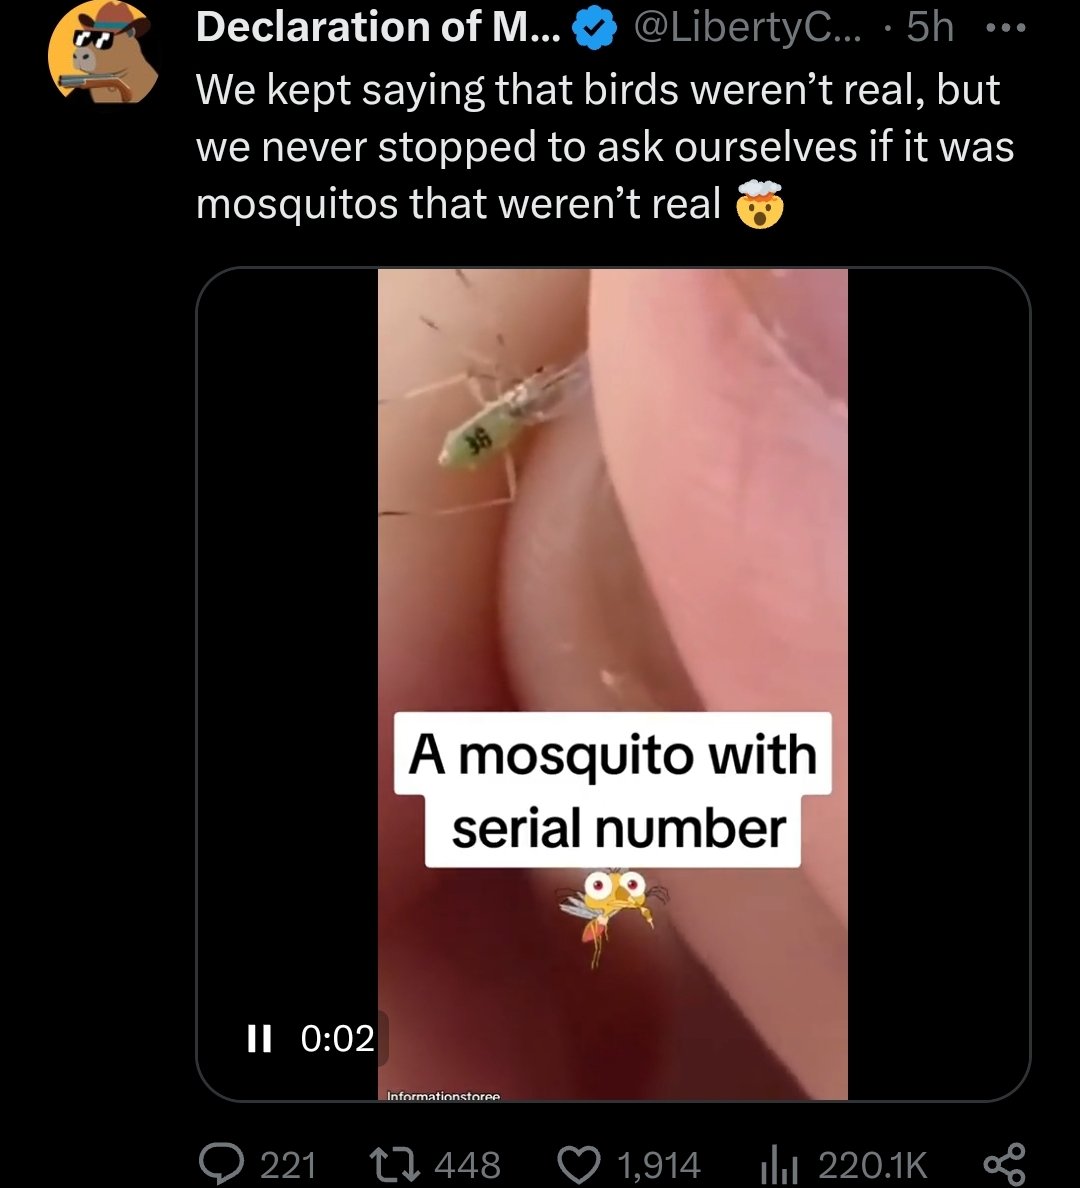 Declaration of M... @LibertyC... · 5h
We kept saying that birds weren’t real, but
we never stopped to ask ourselves if it was
mosquitos that weren’t real 🤯
36
A mosquito with
serial number
0:02
Informationstoree
221 448 1,914 220.1K